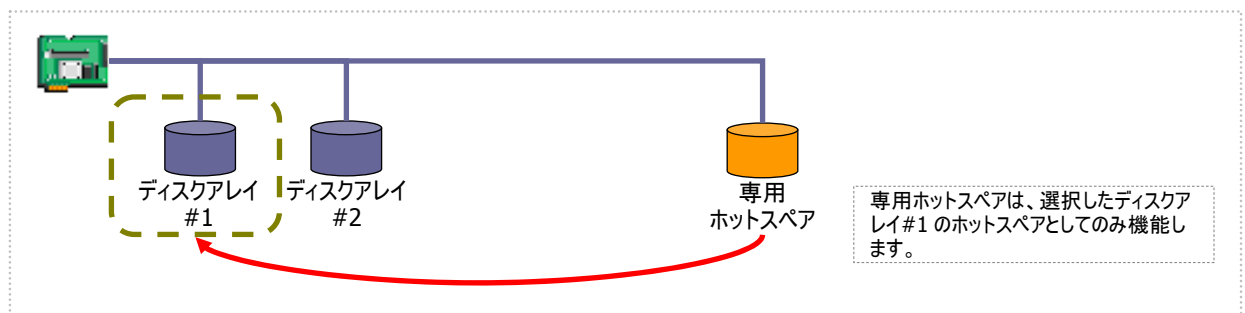 ディスクアレイ
#1
ディスクアレイ
#2
専用
ホットスペア
専用ホットスペアは、選択したディスクア
レイ#1 のホットスペアとしてのみ機能し
ます。